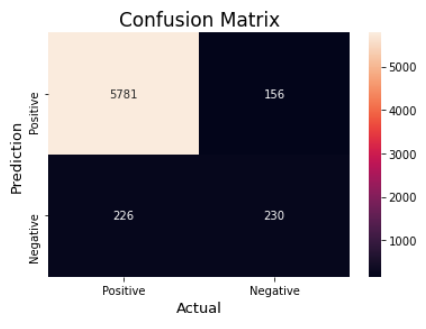 Confusion Matrix
5000
4000
3000
2000
1000
Prediction
Positive
5781
156
Negative
226
230
Positive Negative
Actual